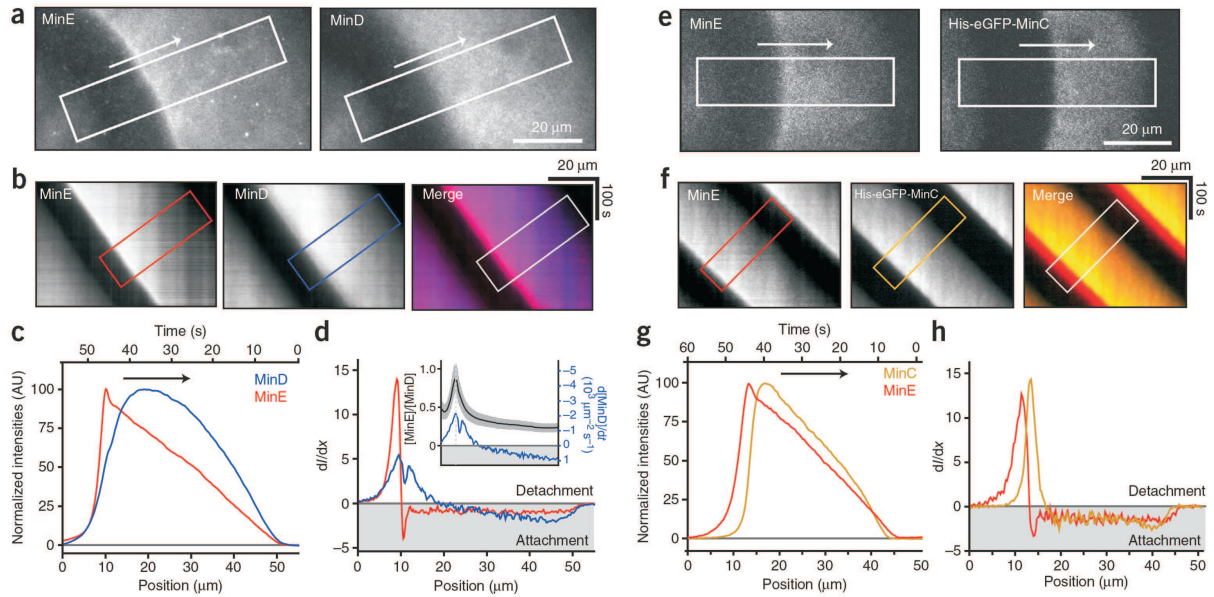 a
MinE
MinD
20 μm
b
20 μm
100 s
MinE
MinD
Merge
c
Time (s)
40 20 0
Normalized intensities (AU)
100
75
50
25
0
MinD
MinE
0 10 20 30 40 50
Position (μm)
d
dI/dx
15
10
5
0
−5
[MinE]/[MinD]
1.0
0.5
0
d[MinD]/dt
(10³ μm⁻² s⁻¹)
−5
−4
−3
−2
−1
0
1
Detachment
Attachment
0 10 20 30 40 50
Position (μm)
e
MinE
His-eGFP-MinC
20 μm
f
20 μm
100 s
MinE
His-eGFP-MinC
Merge
g
Time (s)
60 50 40 30 20 10 0
Normalized intensities (AU)
100
75
50
25
0
MinC
MinE
0 10 20 30 40 50
Position (μm)
h
dI/dx
15
10
5
0
−5
Detachment
Attachment
0 10 20 30 40 50
Position (μm)